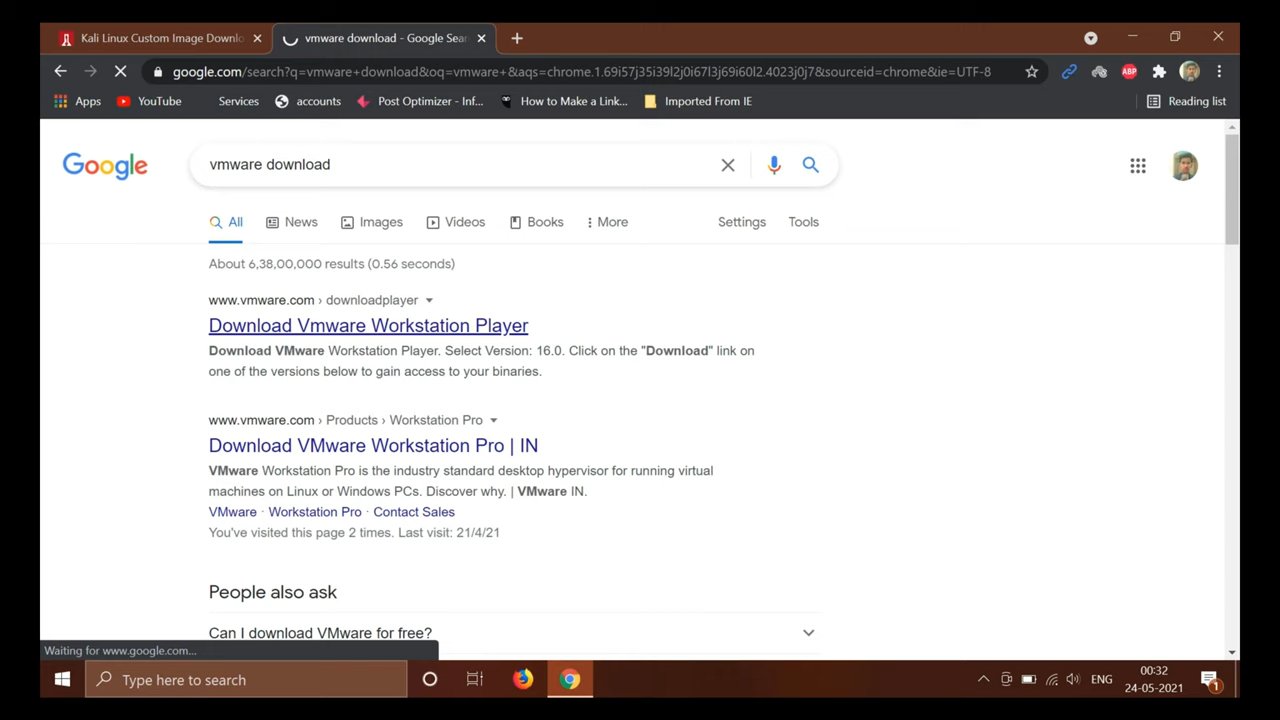 Kali Linux Custom Image Downlo
vmware download - Google Sear
google.com/search?q=vmware+download&oq=vmware+&aqs=chrome.1.69i57j35i39l2j0i67l3j69i60l2.4023j0j7&sourceid=chrome&ie=UTF-8
ABP
Apps
YouTube
Services
accounts
Post Optimizer - Inf...
How to Make a Link...
Imported From IE
Reading list
Google
vmware download
All
News
Images
Videos
Books
More
Settings
Tools
About 6,38,00,000 results (0.56 seconds)
www.vmware.com › downloadplayer
Download Vmware Workstation Player
Download VMware Workstation Player. Select Version: 16.0. Click on the "Download" link on
one of the versions below to gain access to your binaries.
www.vmware.com › Products › Workstation Pro
Download VMware Workstation Pro | IN
VMware Workstation Pro is the industry standard desktop hypervisor for running virtual
machines on Linux or Windows PCs. Discover why. | VMware IN.
VMware · Workstation Pro · Contact Sales
You've visited this page 2 times. Last visit: 21/4/21
People also ask
Can I download VMware for free?
Waiting for www.google.com...
Type here to search
ENG
00:32
24-05-2021
1